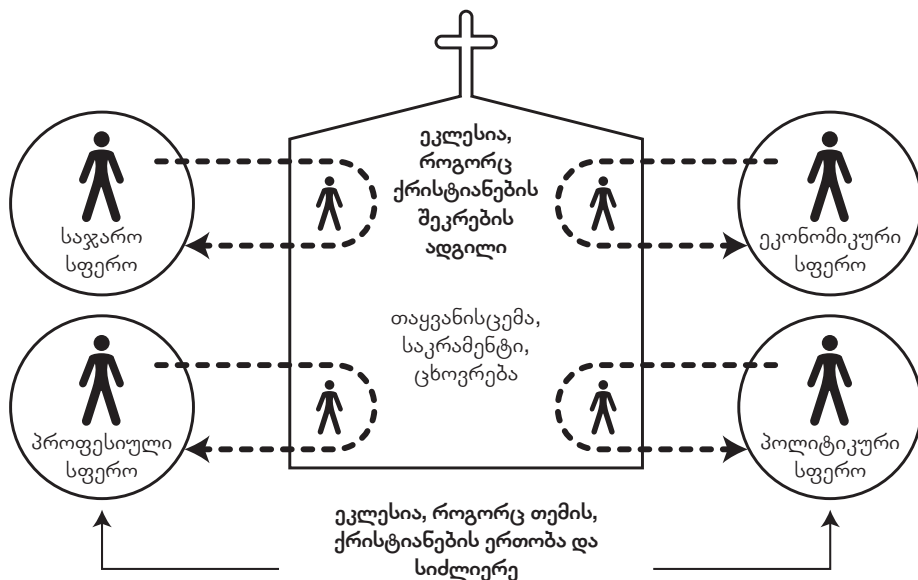 ეკლესია,
როგორც
ქრისტიანების
შეკრების
ადგილი
საჯარო
სფერო
ეკონომიკური
სფერო
თაყვანისცემა,
საკრამენტი,
ცხოვრება
პროფესიული
სფერო
პოლიტიკური
სფერო
ეკლესია, როგორც თემის,
ქრისტიანების ერთობა და
სიძლიერე